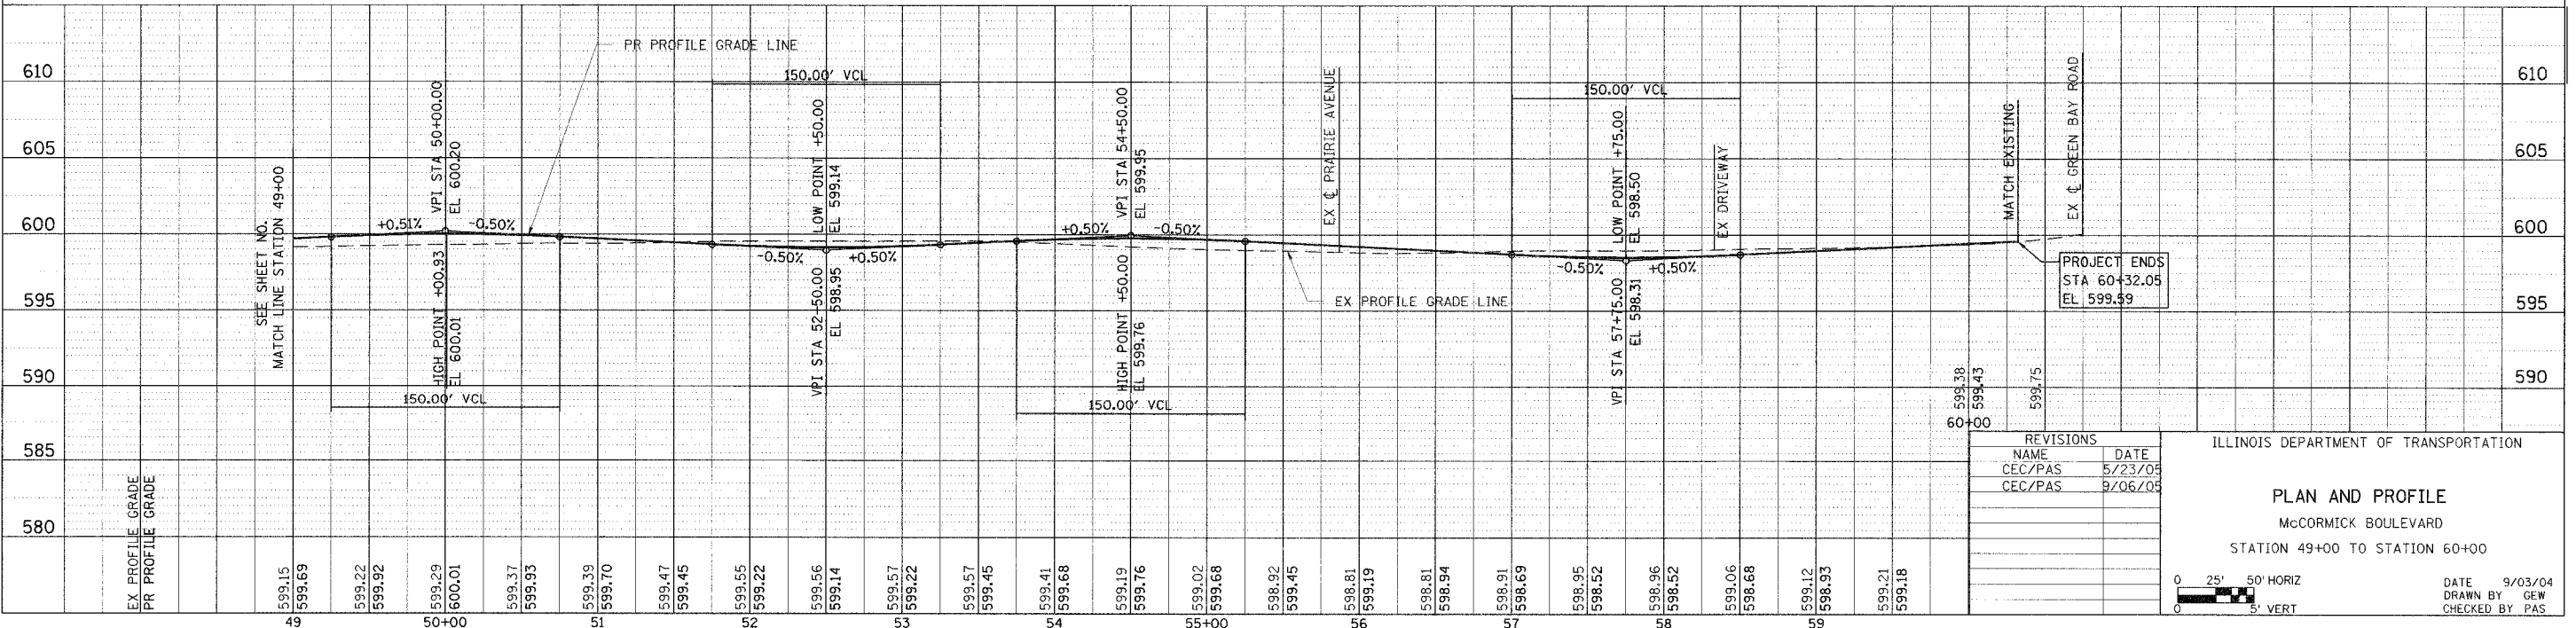 PR PROFILE GRADE LINE
610
605
600
595
590
585
580
610
605
600
595
590
SEE SHEET NO.
MATCH LINE STATION 49+00
+0.51%
-0.50%
VPI STA 50+00.00
EL 600.20
HIGH POINT +00.93
EL 600.01
150.00' VCL
150.00' VCL
LOW POINT +50.00
EL 599.14
-0.50%
+0.50%
VPI STA 52+50.00
EL 598.95
VPI STA 54+50.00
EL 599.95
+0.50%
-0.50%
HIGH POINT +50.00
EL 599.76
150.00' VCL
EX ℄ PRAIRIE AVENUE
EX PROFILE GRADE LINE
150.00' VCL
LOW POINT +75.00
EL 598.50
-0.50%
+0.50%
VPI STA 57+75.00
EL 598.31
EX DRIVEWAY
MATCH EXISTING
EX ℄ GREEN BAY ROAD
PROJECT ENDS
STA 60+32.05
EL 599.59
EX PROFILE GRADE
PR PROFILE GRADE
599.15
599.69
599.22
599.92
599.29
600.01
599.37
599.93
599.39
599.70
599.47
599.45
599.55
599.22
599.56
599.14
599.57
599.22
599.57
599.45
599.41
599.68
599.19
599.76
599.02
599.68
598.92
599.45
598.81
599.19
598.81
598.94
598.91
598.69
598.95
598.52
598.96
598.52
599.06
598.68
599.12
598.93
599.21
599.18
599.38
599.43
599.75
60+00
49
50+00
51
52
53
54
55+00
56
57
58
59
REVISIONS
NAME DATE
CEC/PAS 5/23/05
CEC/PAS 9/06/05
ILLINOIS DEPARTMENT OF TRANSPORTATION
PLAN AND PROFILE
McCORMICK BOULEVARD
STATION 49+00 TO STATION 60+00
0 25' 50' HORIZ
0 5' VERT
DATE 9/03/04
DRAWN BY GEW
CHECKED BY PAS